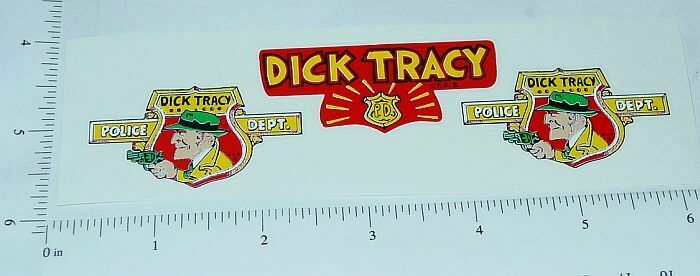 DICK TRACY
P.D.
DICK TRACY
POLICE DEPT.
DICK TRACY
POLICE DEPT.
4
5
6
0 in 1 2 3 4 5 6